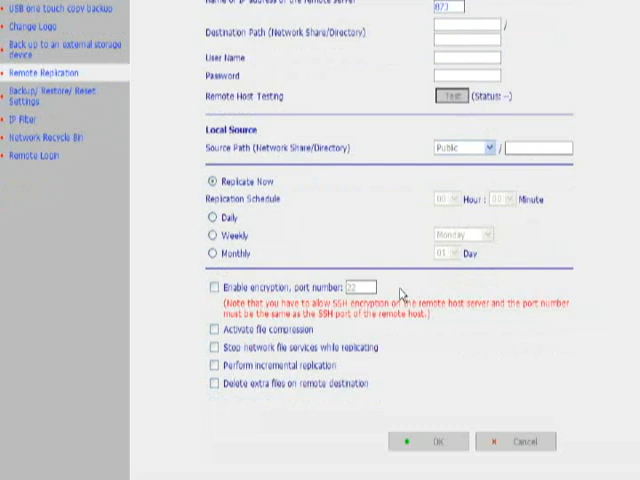 USB one touch copy backup
Change Logo
Back up to an external storage
device
Remote Replication
Backup/ Restore/ Reset
Settings
IP Filter
Network Recycle Bin
Remote Login
Name or IP address of the remote server
873
Destination Path (Network Share/Directory)
/
User Name
Password
Remote Host Testing
Test (Status: --)
Local Source
Source Path (Network Share/Directory)
Public /
Replicate Now
Replication Schedule
00 Hour : 00 Minute
Daily
Weekly
Monday
Monthly
01 Day
Enable encryption, port number: 22
(Note that you have to allow SSH encryption on the remote host server and the port number
must be the same as the SSH port of the remote host.)
Activate file compression
Stop network file services while replicating
Perform incremental replication
Delete extra files on remote destination
OK
Cancel